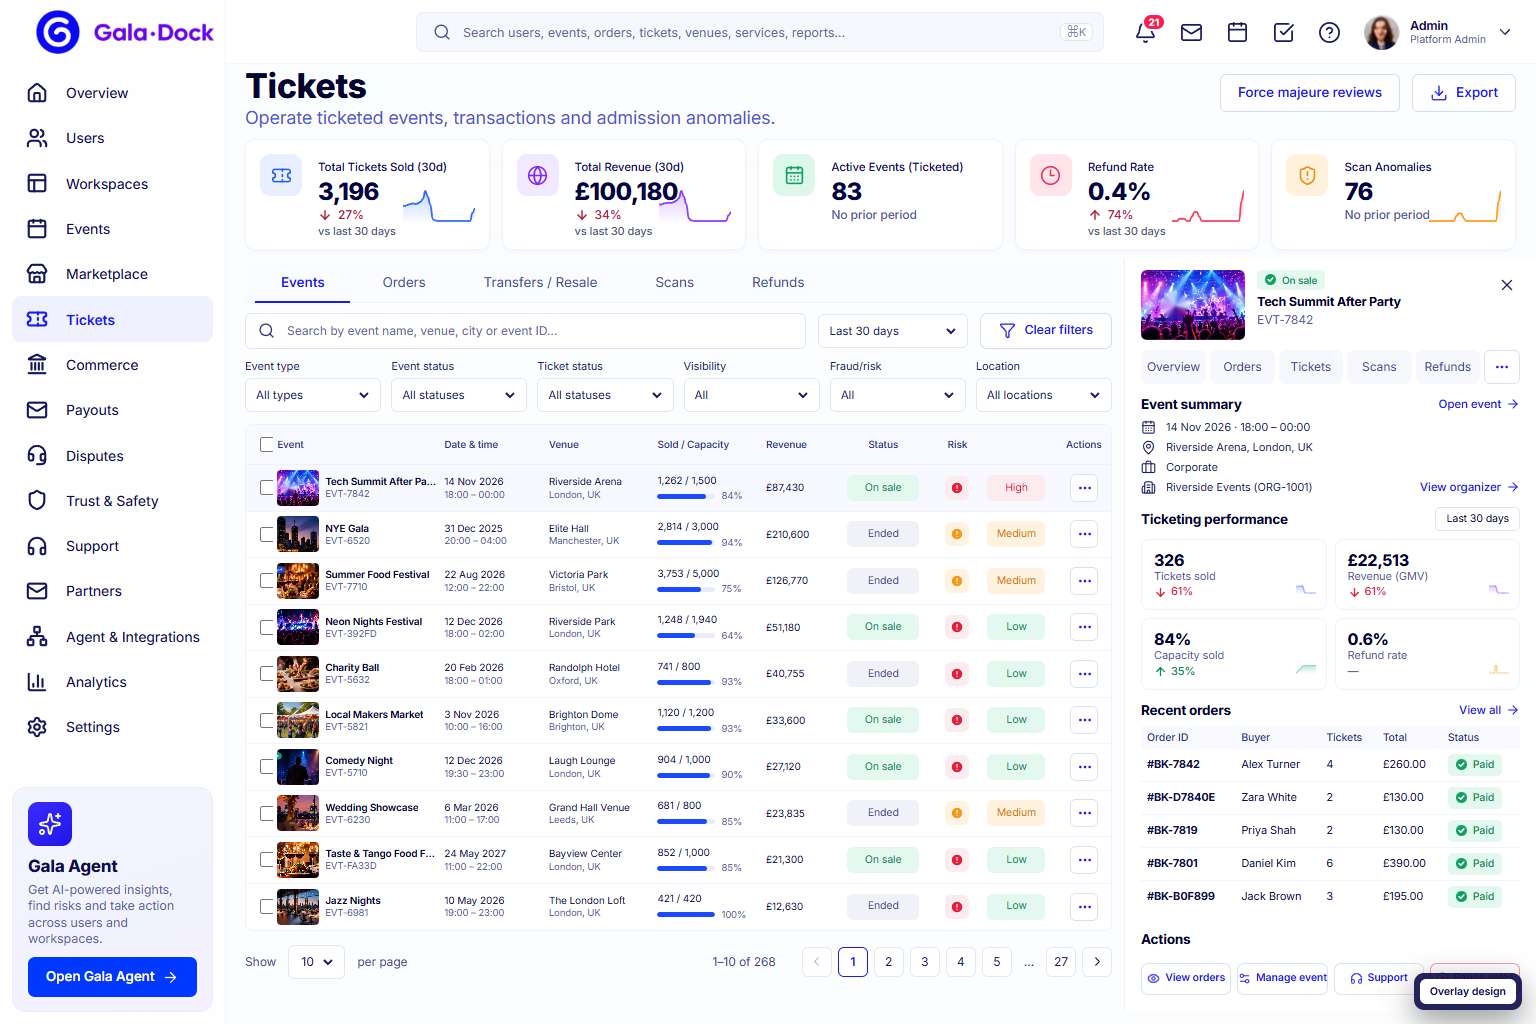 Gala·Dock
Search users, events, orders, tickets, venues, services, reports...
⌘K
21
Admin
Platform Admin
Overview
Users
Workspaces
Events
Marketplace
Tickets
Commerce
Payouts
Disputes
Trust & Safety
Support
Partners
Agent & Integrations
Analytics
Settings
Gala Agent
Get AI-powered insights,
find risks and take action
across users and
workspaces.
Open Gala Agent →
Tickets
Operate ticketed events, transactions and admission anomalies.
Force majeure reviews
Export
Total Tickets Sold (30d)
3,196
↓ 27%
vs last 30 days
Total Revenue (30d)
£100,180
↓ 34%
vs last 30 days
Active Events (Ticketed)
83
No prior period
Refund Rate
0.4%
↑ 74%
vs last 30 days
Scan Anomalies
76
No prior period
Events Orders Transfers / Resale Scans Refunds
Search by event name, venue, city or event ID...
Last 30 days
Clear filters
Event type Event status Ticket status Visibility Fraud/risk Location
All types All statuses All statuses All All All locations
Event Date & time Venue Sold / Capacity Revenue Status Risk Actions
Tech Summit After Pa... 14 Nov 2026 Riverside Arena 1,262 / 1,500 £87,430 On sale High
EVT-7842 18:00 – 00:00 London, UK 84%
NYE Gala 31 Dec 2025 Elite Hall 2,814 / 3,000 £210,600 Ended Medium
EVT-6520 20:00 – 04:00 Manchester, UK 94%
Summer Food Festival 22 Aug 2026 Victoria Park 3,753 / 5,000 £126,770 Ended Medium
EVT-7710 12:00 – 22:00 Bristol, UK 75%
Neon Nights Festival 12 Dec 2026 Riverside Park 1,248 / 1,940 £51,180 On sale Low
EVT-392FD 18:00 – 02:00 London, UK 64%
Charity Ball 20 Feb 2026 Randolph Hotel 741 / 800 £40,755 Ended Low
EVT-5632 18:00 – 01:00 Oxford, UK 93%
Local Makers Market 3 Nov 2026 Brighton Dome 1,120 / 1,200 £33,600 On sale Low
EVT-5821 10:00 – 16:00 Brighton, UK 93%
Comedy Night 12 Dec 2026 Laugh Lounge 904 / 1,000 £27,120 On sale Low
EVT-5710 19:30 – 23:00 London, UK 90%
Wedding Showcase 6 Mar 2026 Grand Hall Venue 681 / 800 £23,835 Ended Medium
EVT-6230 11:00 – 17:00 Leeds, UK 85%
Taste & Tango Food F... 24 May 2027 Bayview Center 852 / 1,000 £21,300 On sale Low
EVT-FA33D 11:00 – 22:00 London, UK 85%
Jazz Nights 10 May 2026 The London Loft 421 / 420 £12,630 Ended Low
EVT-6981 19:00 – 23:00 London, UK 100%
Show 10 per page 1–10 of 268 1 2 3 4 5 ... 27
On sale
Tech Summit After Party
EVT-7842
Overview Orders Tickets Scans Refunds
Event summary Open event →
14 Nov 2026 · 18:00 – 00:00
Riverside Arena, London, UK
Corporate
Riverside Events (ORG-1001) View organizer →
Ticketing performance Last 30 days
326
Tickets sold
↓ 61%
£22,513
Revenue (GMV)
↓ 61%
84%
Capacity sold
↑ 35%
0.6%
Refund rate
—
Recent orders View all →
Order ID Buyer Tickets Total Status
#BK-7842 Alex Turner 4 £260.00 Paid
#BK-D7840E Zara White 2 £130.00 Paid
#BK-7819 Priya Shah 2 £130.00 Paid
#BK-7801 Daniel Kim 6 £390.00 Paid
#BK-B0F899 Jack Brown 3 £195.00 Paid
Actions
View orders Manage event Support
Overlay design